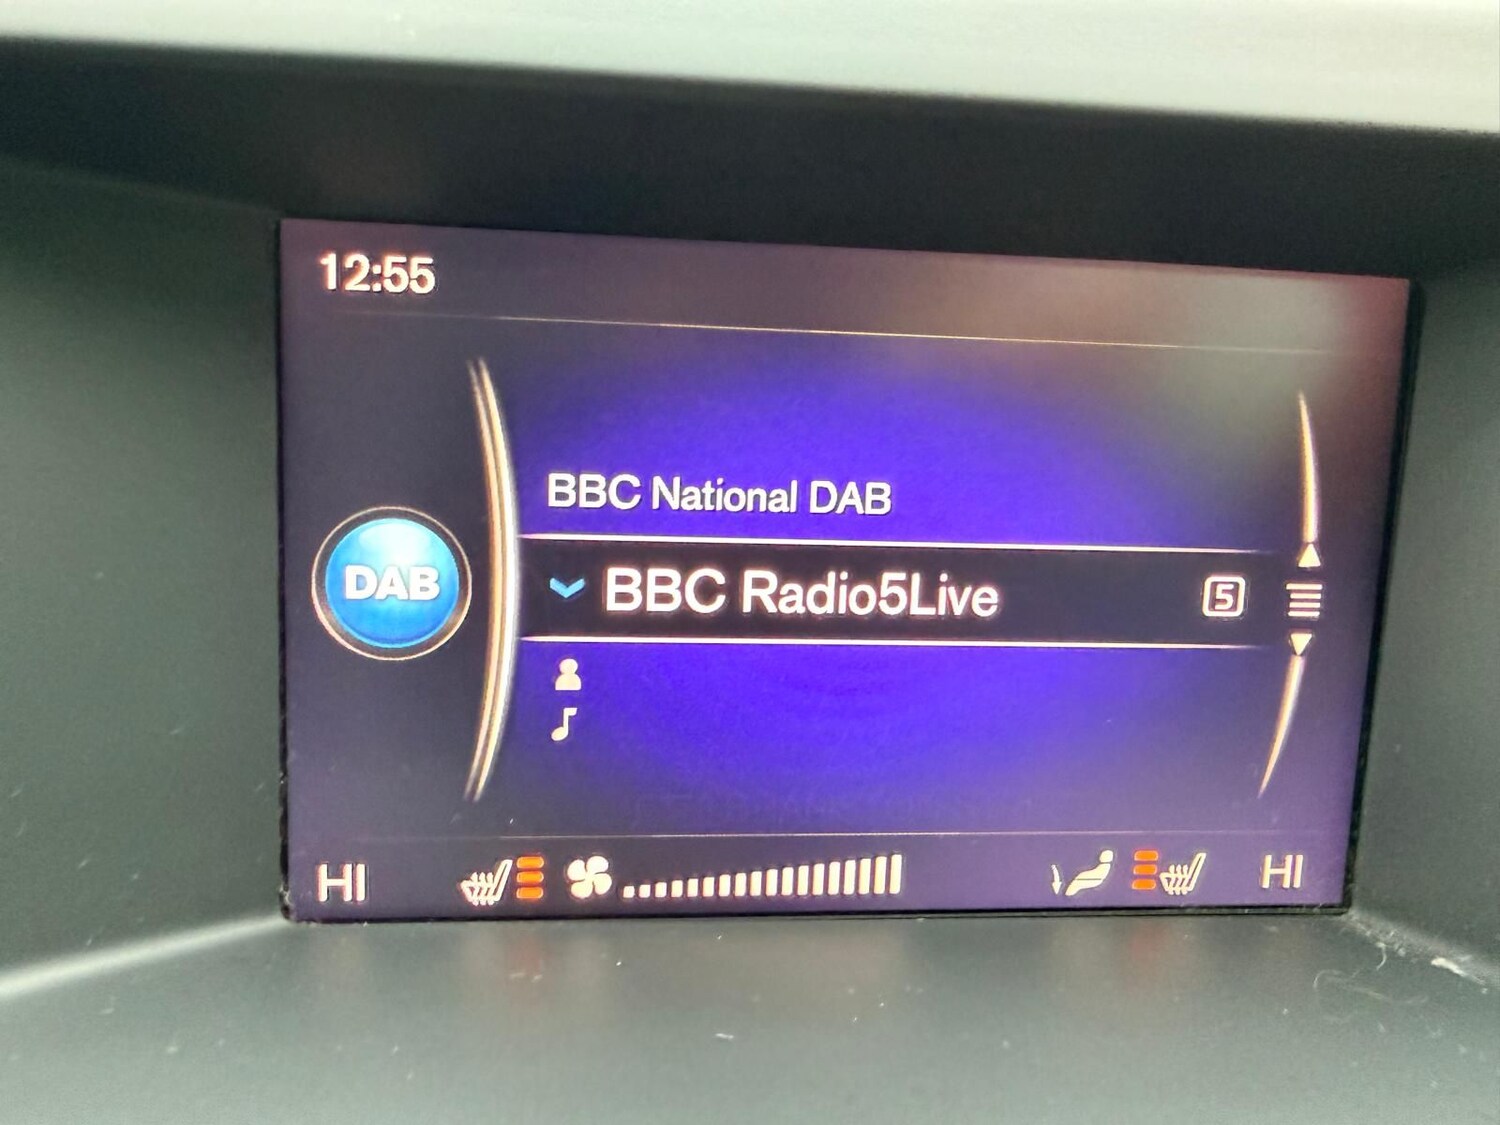 12:55
BBC National DAB
DAB
BBC Radio5Live
5
HI
HI